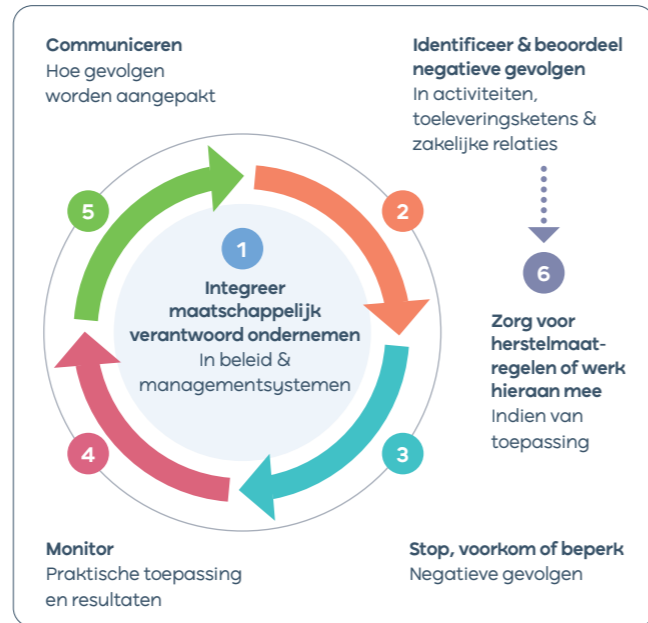 Communiceren
Hoe gevolgen
worden aangepakt
Identificeer & beoordeel
negatieve gevolgen
In activiteiten,
toeleveringsketens &
zakelijke relaties
5
2
1
Integreer
maatschappelijk
verantwoord ondernemen
In beleid &
managementsystemen
6
Zorg voor
herstelmaat-
regelen of werk
hieraan mee
Indien van
toepassing
4
3
Monitor
Praktische toepassing
en resultaten
Stop, voorkom of beperk
Negatieve gevolgen